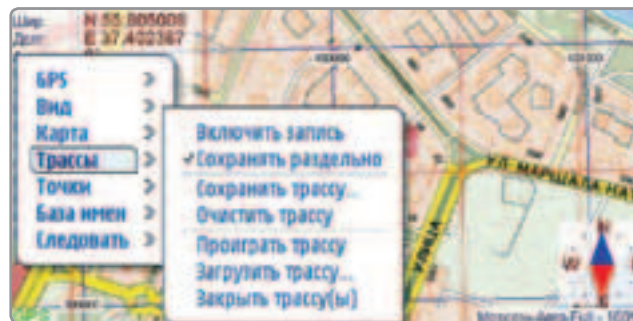 Шир: N 55.805008
Долг: E 37.402367
GPS
Вид
Карта
Трассы
Точки
База имен
Следовать
Включить запись
Сохранять раздельно
Сохранить трассу...
Очистить трассу
Проиграть трассу
Загрузить трассу...
Закрыть трассу(ы)
УЛ. МАРШАЛА
УЛИЦА
N
W
S